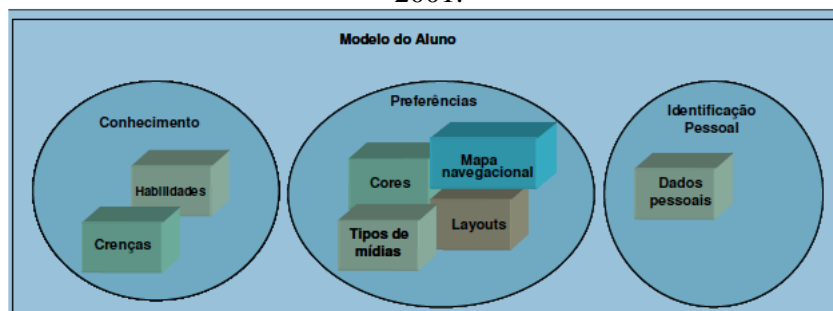 2001.
Modelo do Aluno
Conhecimento
Habilidades
Crenças
Preferências
Cores
Mapa
navegacional
Tipos de
mídias
Layouts
Identificação
Pessoal
Dados
pessoais